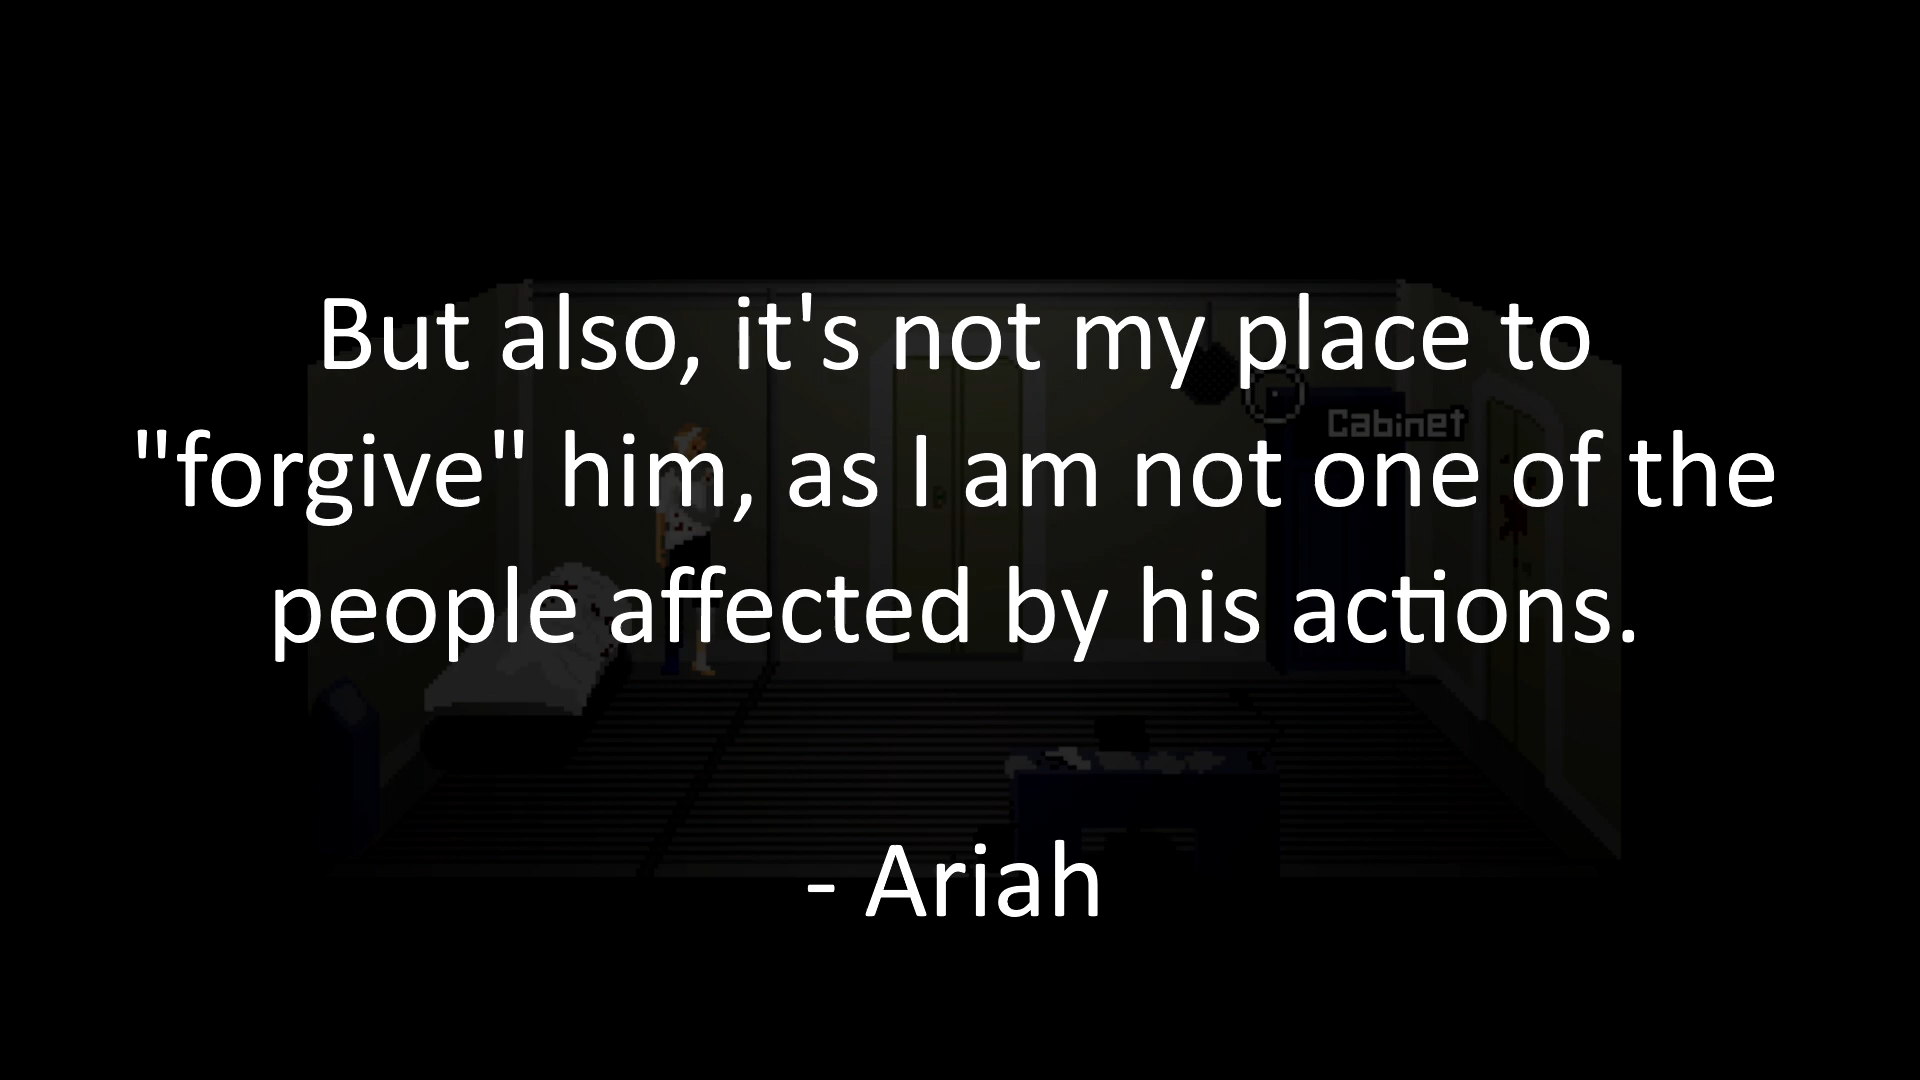 But also, it's not my place to
"forgive" him, as I am not one of the
people affected by his actions.
- Ariah
Cabinet